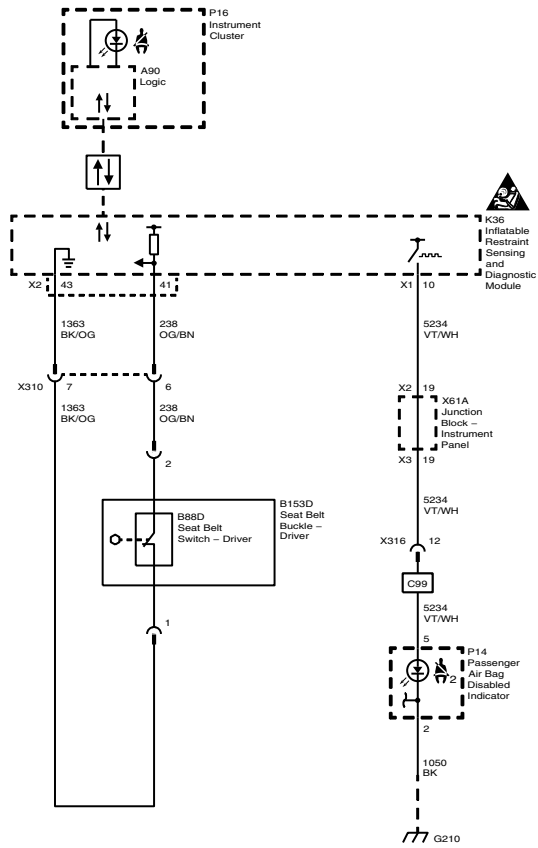 P16
Instrument
Cluster
A90
Logic
K36
Inflatable
Restraint
Sensing
and
Diagnostic
Module
X2 43 41 X1 10
1363
BK/OG
238
OG/BN
5234
VT/WH
X310 7 6
X2 19
1363
BK/OG
238
OG/BN
X61A
Junction
Block –
Instrument
Panel
X3 19
2
B153D
Seat Belt
Buckle –
Driver
B88D
Seat Belt
Switch – Driver
5234
VT/WH
X316 12
C99
5234
VT/WH
1
5
P14
Passenger
Air Bag
Disabled
Indicator
2
2
1050
BK
G210